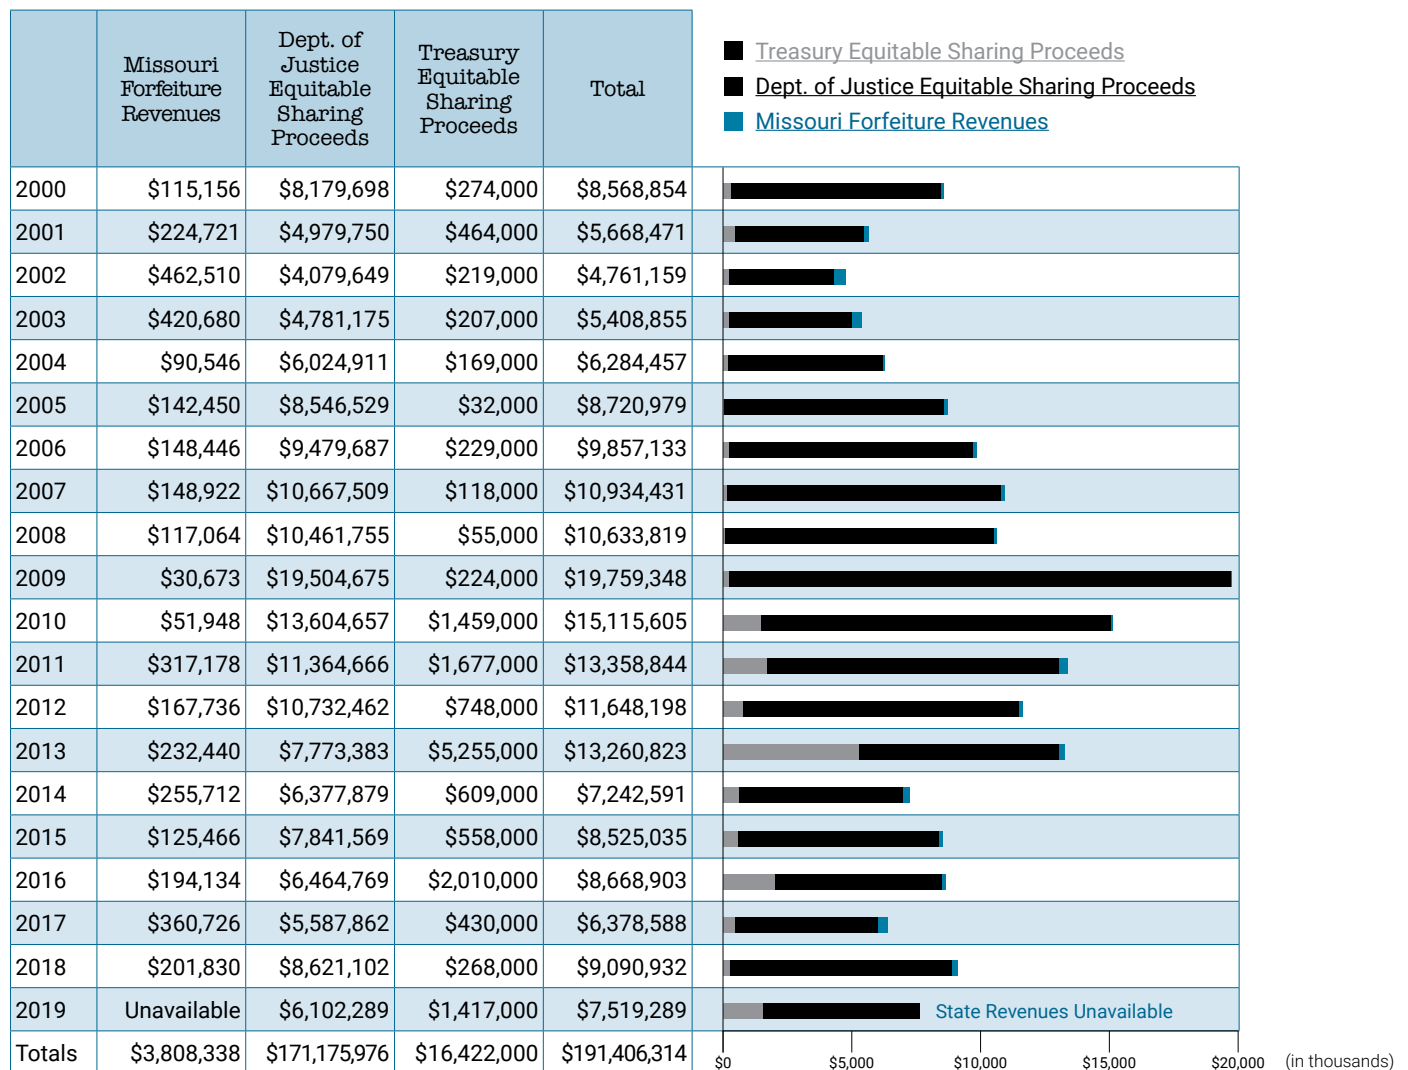 Missouri
Forfeiture
Revenues
Dept. of
Justice
Equitable
Sharing
Proceeds
Treasury
Equitable
Sharing
Proceeds
Total
Treasury Equitable Sharing Proceeds
Dept. of Justice Equitable Sharing Proceeds
Missouri Forfeiture Revenues
2000 $115,156 $8,179,698 $274,000 $8,568,854
2001 $224,721 $4,979,750 $464,000 $5,668,471
2002 $462,510 $4,079,649 $219,000 $4,761,159
2003 $420,680 $4,781,175 $207,000 $5,408,855
2004 $90,546 $6,024,911 $169,000 $6,284,457
2005 $142,450 $8,546,529 $32,000 $8,720,979
2006 $148,446 $9,479,687 $229,000 $9,857,133
2007 $148,922 $10,667,509 $118,000 $10,934,431
2008 $117,064 $10,461,755 $55,000 $10,633,819
2009 $30,673 $19,504,675 $224,000 $19,759,348
2010 $51,948 $13,604,657 $1,459,000 $15,115,605
2011 $317,178 $11,364,666 $1,677,000 $13,358,844
2012 $167,736 $10,732,462 $748,000 $11,648,198
2013 $232,440 $7,773,383 $5,255,000 $13,260,823
2014 $255,712 $6,377,879 $609,000 $7,242,591
2015 $125,466 $7,841,569 $558,000 $8,525,035
2016 $194,134 $6,464,769 $2,010,000 $8,668,903
2017 $360,726 $5,587,862 $430,000 $6,378,588
2018 $201,830 $8,621,102 $268,000 $9,090,932
2019 Unavailable $6,102,289 $1,417,000 $7,519,289 State Revenues Unavailable
Totals $3,808,338 $171,175,976 $16,422,000 $191,406,314
$0 $5,000 $10,000 $15,000 $20,000 (in thousands)